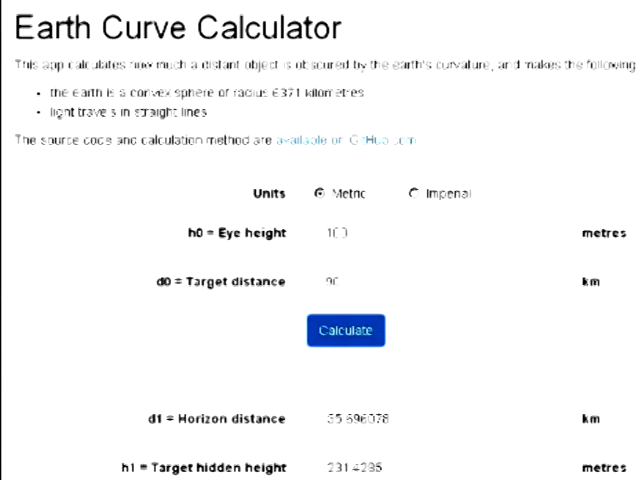 Earth Curve Calculator
This app calculates how much a distant object is obscured by the earth's curvature, and makes the following
• the earth is a convex sphere of radius 6371 kilometres
• light travels in straight lines
The source code and calculation method are available on GitHub.com
Units Metric Imperial
h0 = Eye height 100 metres
d0 = Target distance 90 km
Calculate
d1 = Horizon distance 35.696078 km
h1 = Target hidden height 231.4285 metres